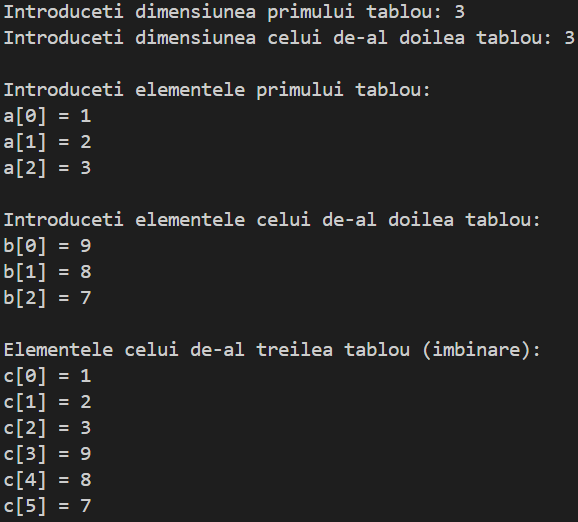 Introduceti dimensiunea primului tablou: 3
Introduceti dimensiunea celui de-al doilea tablou: 3
Introduceti elementele primului tablou:
a[0] = 1
a[1] = 2
a[2] = 3
Introduceti elementele celui de-al doilea tablou:
b[0] = 9
b[1] = 8
b[2] = 7
Elementele celui de-al treilea tablou (imbinare):
c[0] = 1
c[1] = 2
c[2] = 3
c[3] = 9
c[4] = 8
c[5] = 7